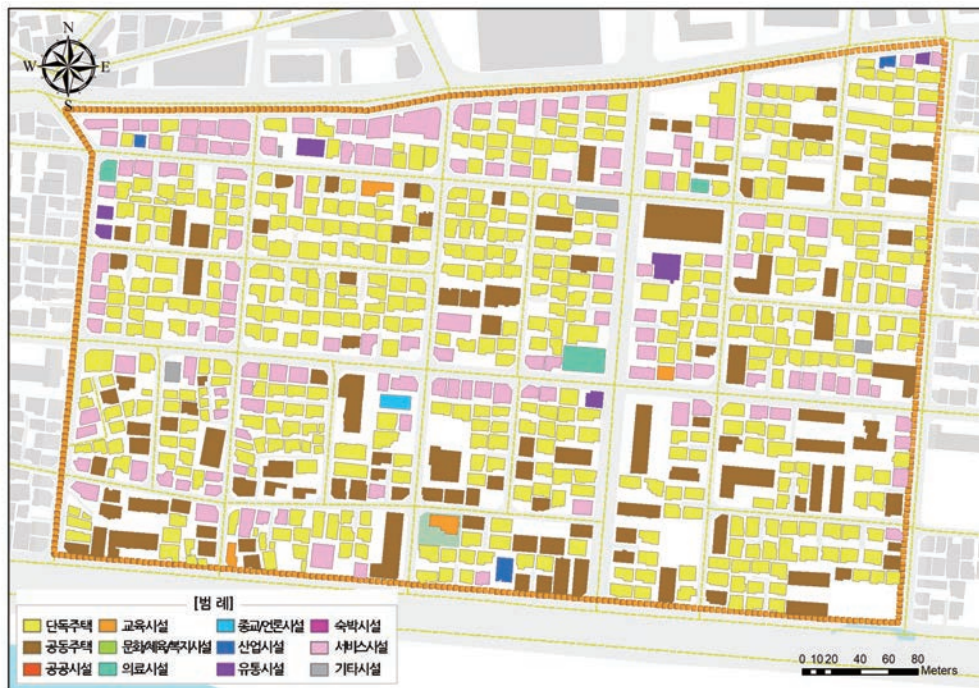 N
W E
S
[범 례]
단독주택 교육시설 종교/언론시설 숙박시설
공동주택 문화/체육/복지시설 산업시설 서비스시설
공공시설 의료시설 유통시설 기타시설
0 10 20 40 60 80
Meters